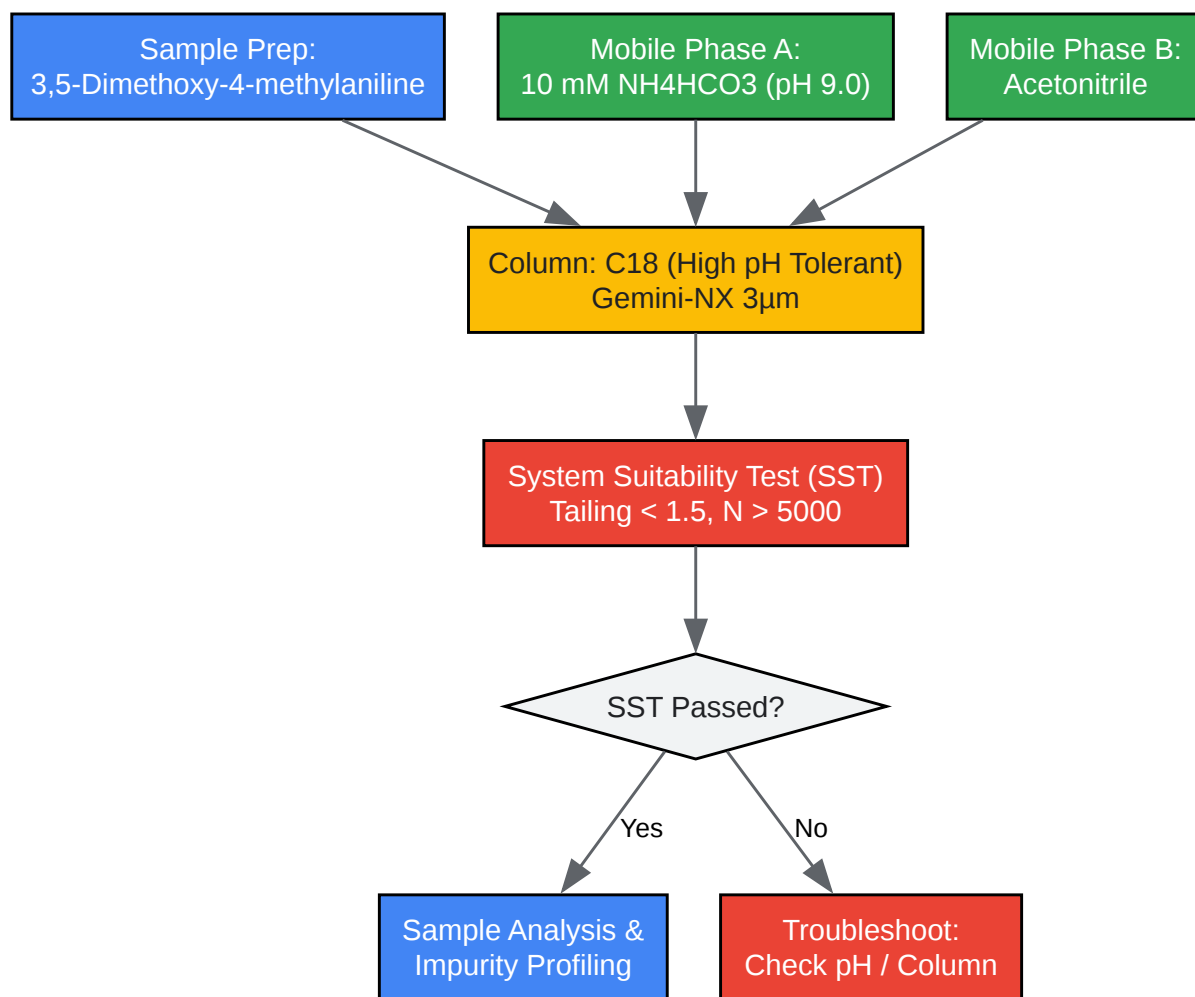 Sample Prep:
3,5-Dimethoxy-4-methylaniline
Mobile Phase A:
10 mM NH4HCO3 (pH 9.0)
Mobile Phase B:
Acetonitrile
Column: C18 (High pH Tolerant)
Gemini-NX 3µm
System Suitability Test (SST)
Tailing < 1.5, N > 5000
SST Passed?
Yes
No
Sample Analysis &
Impurity Profiling
Troubleshoot:
Check pH / Column